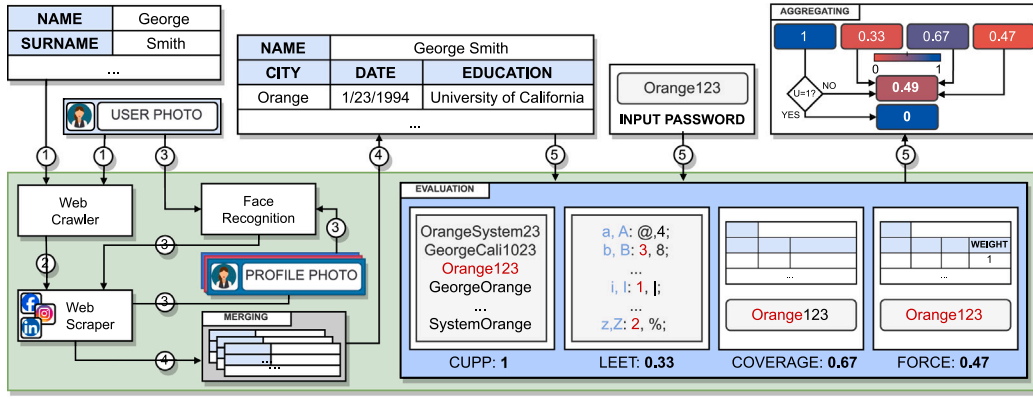 NAME George
SURNAME Smith
...
USER PHOTO
NAME George Smith
CITY DATE EDUCATION
Orange 1/23/1994 University of California
...
Orange123
INPUT PASSWORD
AGGREGATING
1 0.33 0.67 0.47
0 1
U=1?
NO
0.49
YES
0
1 1 3 4 5 5 5
Web
Crawler
Face
Recognition
2
3
3
PROFILE PHOTO
Web
Scraper
3
in
MERGING
...
4
EVALUATION
OrangeSystem23
GeorgeCali1023
Orange123
GeorgeOrange
...
SystemOrange
CUPP: 1
a, A: @,4;
b, B: 3, 8;
...
i, I: 1, |;
...
z,Z: 2, %;
LEET: 0.33
...
Orange123
COVERAGE: 0.67
WEIGHT
1
...
Orange123
FORCE: 0.47